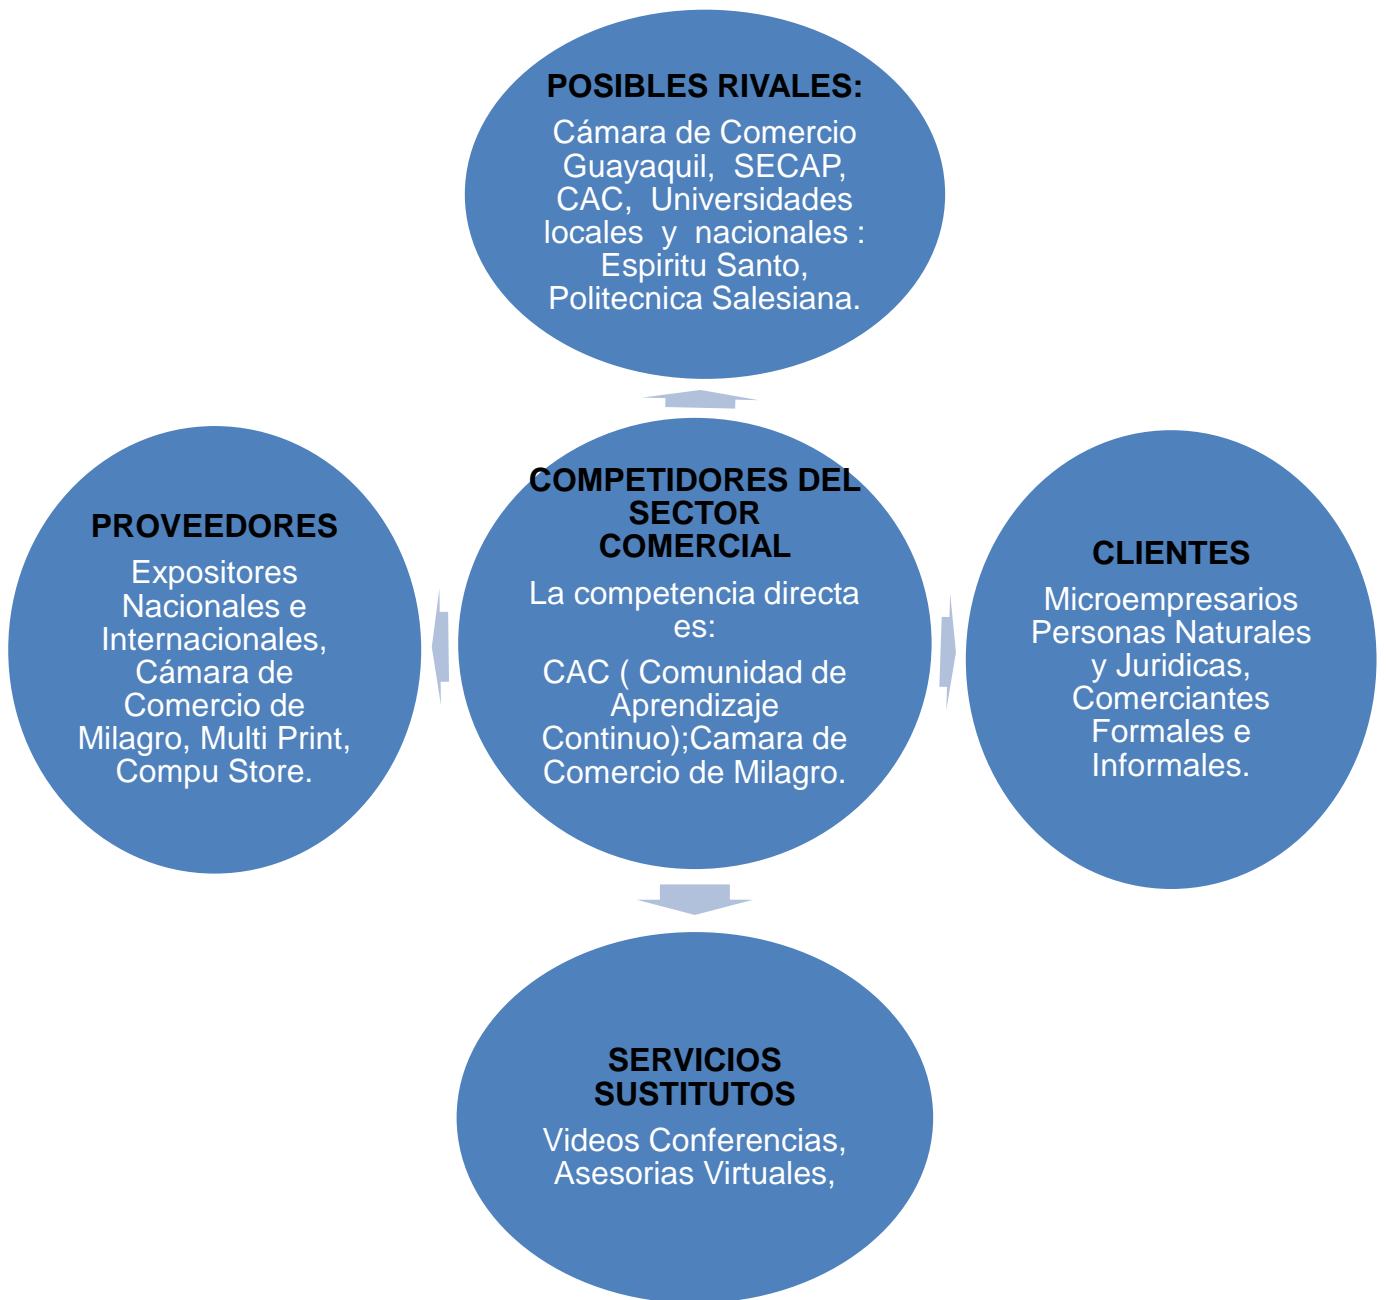 POSIBLES RIVALES:
Cámara de Comercio
Guayaquil, SECAP,
CAC, Universidades
locales y nacionales :
Espiritu Santo,
Politecnica Salesiana.
PROVEEDORES
Expositores
Nacionales e
Internacionales,
Cámara de
Comercio de
Milagro, Multi Print,
Compu Store.
COMPETIDORES DEL
SECTOR
COMERCIAL
La competencia directa
es:
CAC ( Comunidad de
Aprendizaje
Continuo);Camara de
Comercio de Milagro.
CLIENTES
Microempresarios
Personas Naturales
y Juridicas,
Comerciantes
Formales e
Informales.
SERVICIOS
SUSTITUTOS
Videos Conferencias,
Asesorias Virtuales,